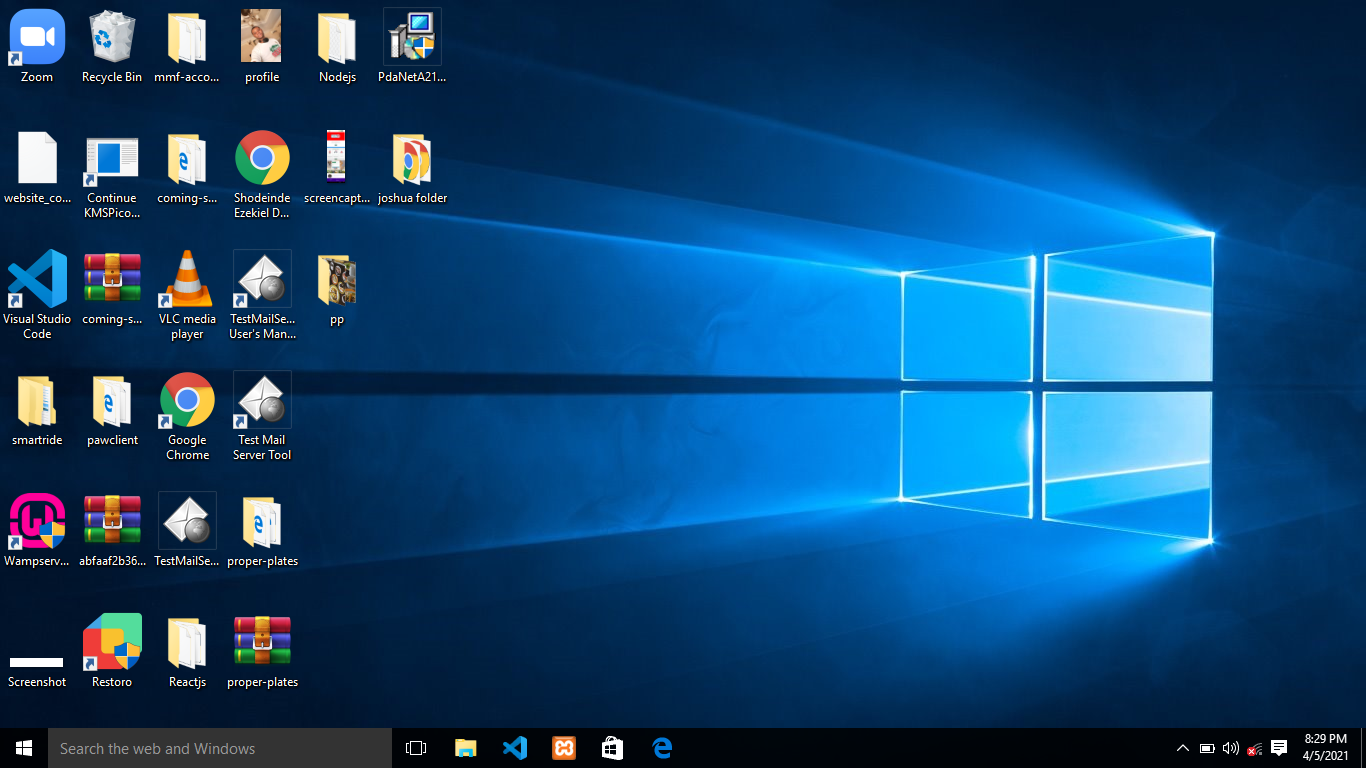 Zoom
Recycle Bin
mmf-acco...
profile
Nodejs
PdaNetA21...
website_co...
Continue
KMSPico...
coming-s...
Shodeinde
Ezekiel D...
screencapt...
joshua folder
Visual Studio
Code
coming-s...
VLC media
player
TestMailSe...
User's Man...
pp
smartride
pawclient
Google
Chrome
Test Mail
Server Tool
Wampserv...
abfaaf2b36...
TestMailSe...
proper-plates
Screenshot
Restoro
Reactjs
proper-plates
Search the web and Windows
8:29 PM
4/5/2021